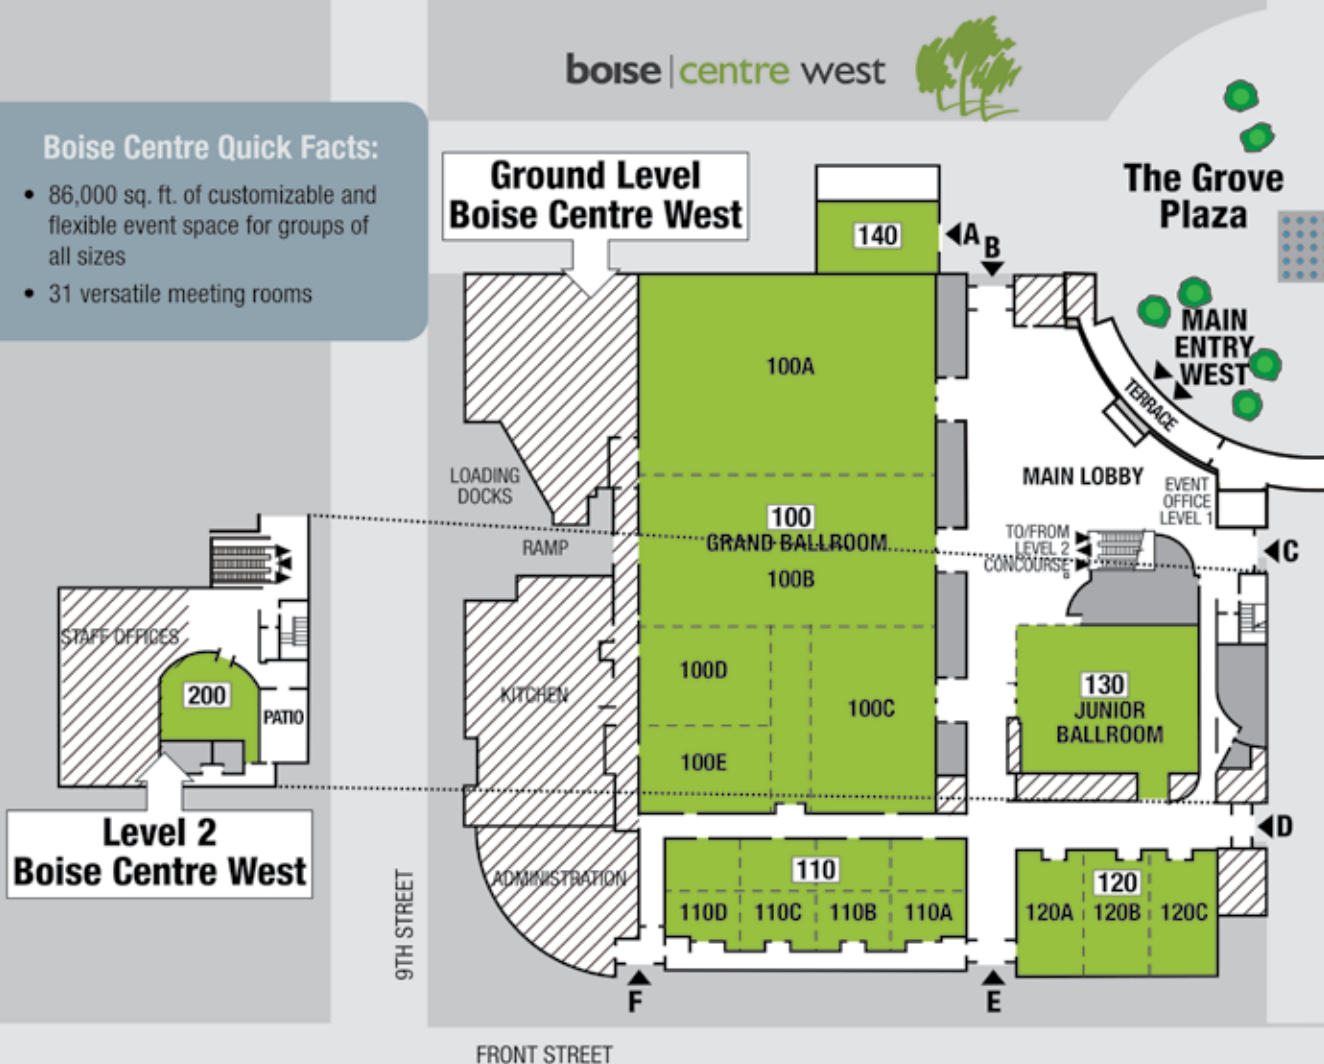 boise | centre west
Boise Centre Quick Facts:
• 86,000 sq. ft. of customizable and
flexible event space for groups of
all sizes
• 31 versatile meeting rooms
Ground Level
Boise Centre West
The Grove
Plaza
140
A
B
MAIN
ENTRY
WEST
TERRACE
100A
LOADING
DOCKS
MAIN LOBBY
EVENT
OFFICE
LEVEL 1
100
GRAND BALLROOM
100B
RAMP
TO/FROM
LEVEL 2
CONCOURSE
C
STAFF OFFICES
200
PATIO
KITCHEN
100D
100C
100E
130
JUNIOR
BALLROOM
Level 2
Boise Centre West
D
ADMINISTRATION
110
110D
110C
110B
110A
120
120A
120B
120C
9TH STREET
F
E
FRONT STREET